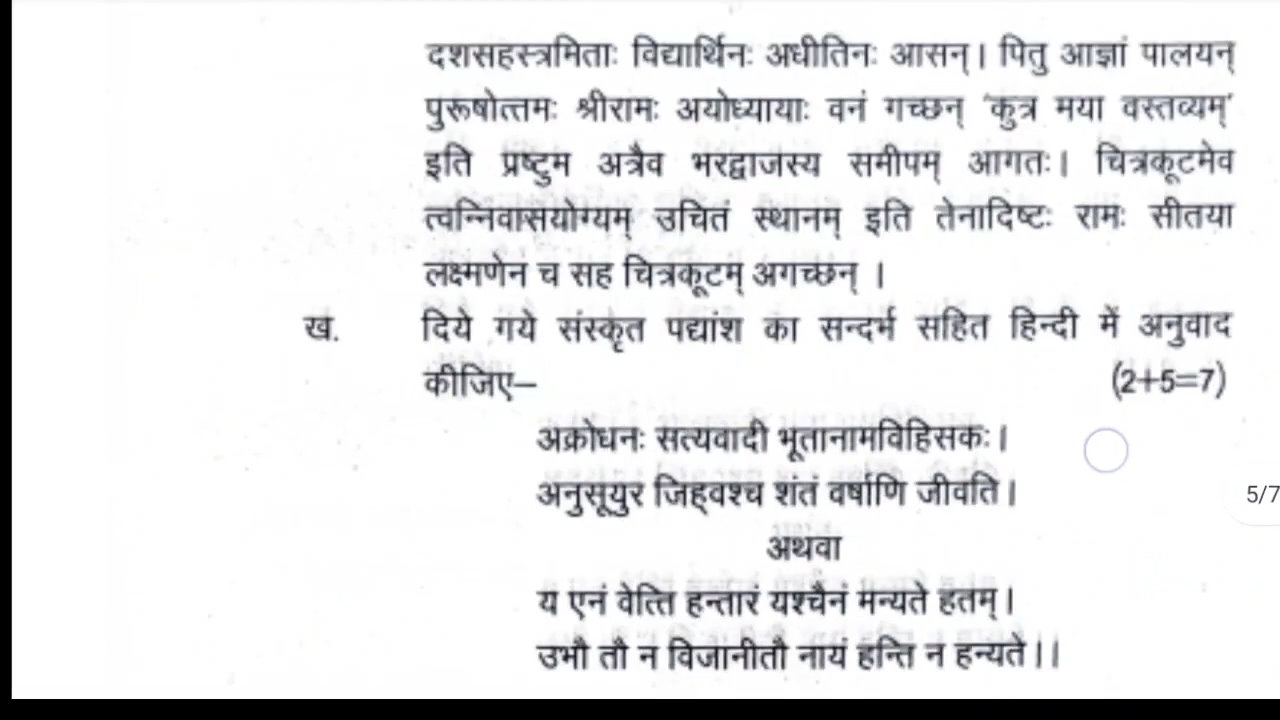 दशसहस्त्रमिताः विद्यार्थिनः अधीतिनः आसन्। पितु आज्ञां पालयन्
पुरूषोत्तमः श्रीरामः अयोध्यायाः वनं गच्छन् 'कुत्र मया वस्तव्यम्'
इति प्रष्टुम अत्रैव भरद्वाजस्य समीपम् आगतः। चित्रकूटमेव
त्वन्निवासयोग्यम् उचितं स्थानम् इति तेनादिष्टः रामः सीतया
लक्ष्मणेन च सह चित्रकूटम् अगच्छन् ।
ख. दिये गये संस्कृत पद्यांश का सन्दर्भ सहित हिन्दी में अनुवाद
कीजिए– (2+5=7)
अक्रोधनः सत्यवादी भूतानामविहिसकः।
अनुसूयुर जिह्वश्च शंतं वर्षाणि जीवति।
5/7
अथवा
य एनं वेत्ति हन्तारं यश्चैनं मन्यते हतम्।
उभौ तौ न विजानीतौ नायं हन्ति न हन्यते।।